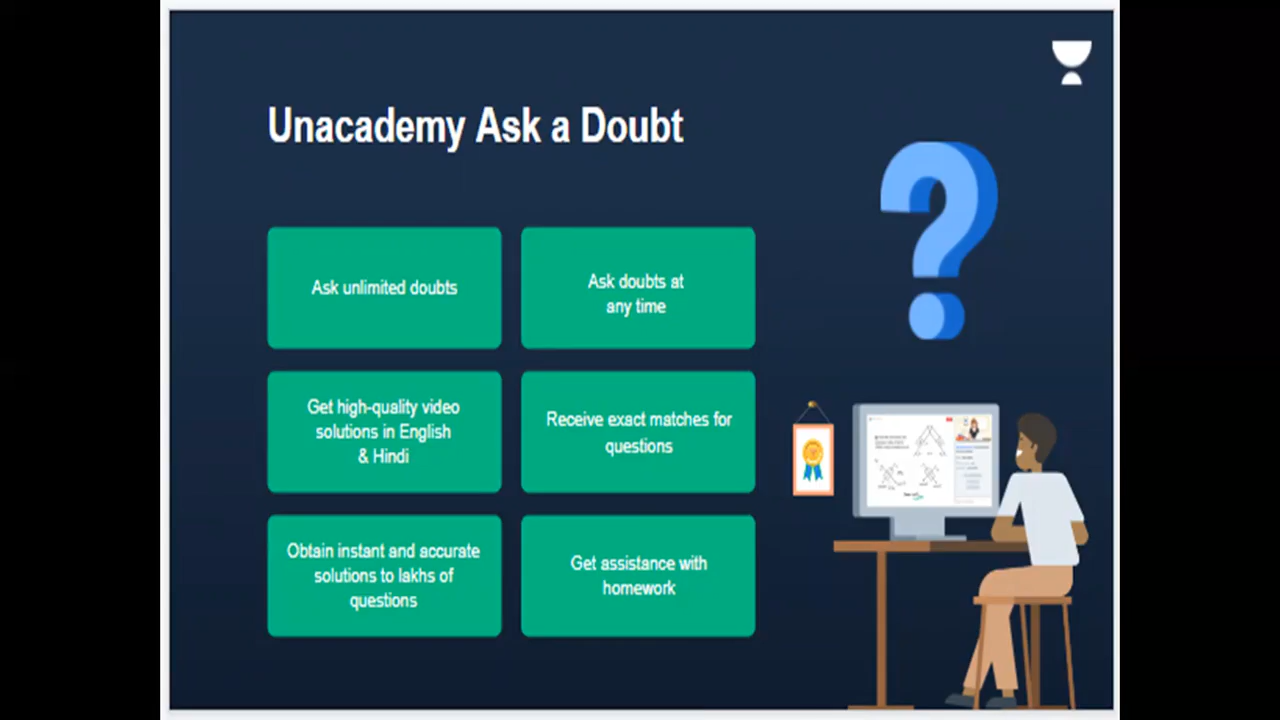 Unacademy Ask a Doubt
Ask unlimited doubts
Ask doubts at
any time
Get high-quality video
solutions in English
& Hindi
Receive exact matches for
questions
Obtain instant and accurate
solutions to lakhs of
questions
Get assistance with
homework